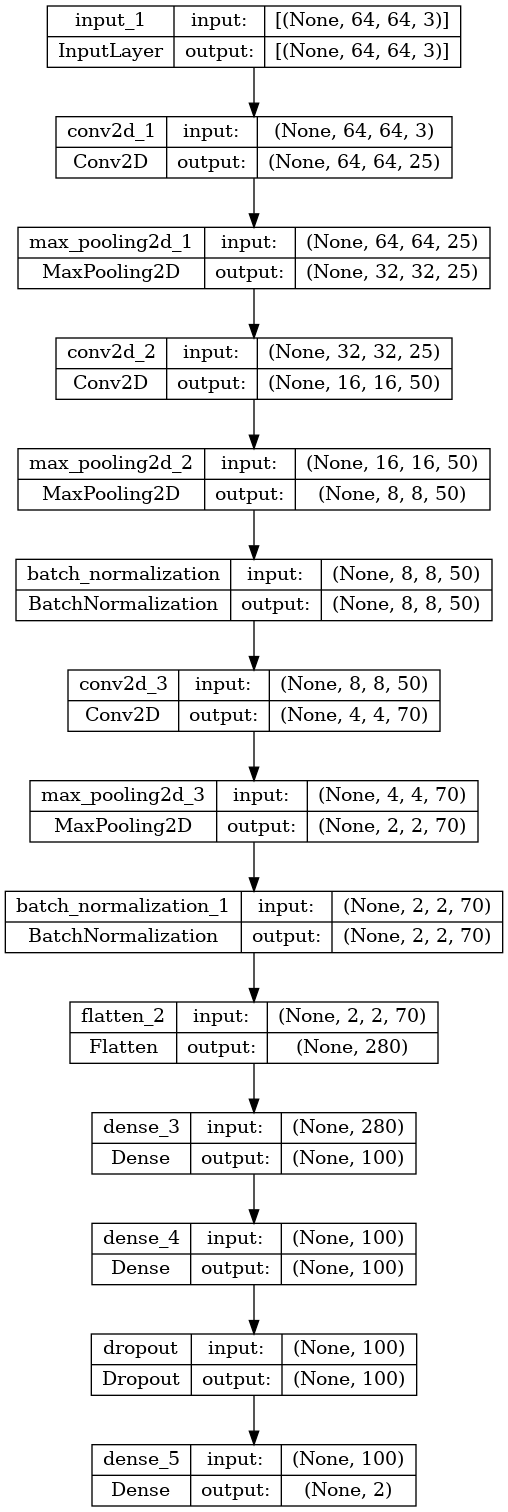 input_1 input: [(None, 64, 64, 3)]
InputLayer output: [(None, 64, 64, 3)]
conv2d_1 input: (None, 64, 64, 3)
Conv2D output: (None, 64, 64, 25)
max_pooling2d_1 input: (None, 64, 64, 25)
MaxPooling2D output: (None, 32, 32, 25)
conv2d_2 input: (None, 32, 32, 25)
Conv2D output: (None, 16, 16, 50)
max_pooling2d_2 input: (None, 16, 16, 50)
MaxPooling2D output: (None, 8, 8, 50)
batch_normalization input: (None, 8, 8, 50)
BatchNormalization output: (None, 8, 8, 50)
conv2d_3 input: (None, 8, 8, 50)
Conv2D output: (None, 4, 4, 70)
max_pooling2d_3 input: (None, 4, 4, 70)
MaxPooling2D output: (None, 2, 2, 70)
batch_normalization_1 input: (None, 2, 2, 70)
BatchNormalization output: (None, 2, 2, 70)
flatten_2 input: (None, 2, 2, 70)
Flatten output: (None, 280)
dense_3 input: (None, 280)
Dense output: (None, 100)
dense_4 input: (None, 100)
Dense output: (None, 100)
dropout input: (None, 100)
Dropout output: (None, 100)
dense_5 input: (None, 100)
Dense output: (None, 2)